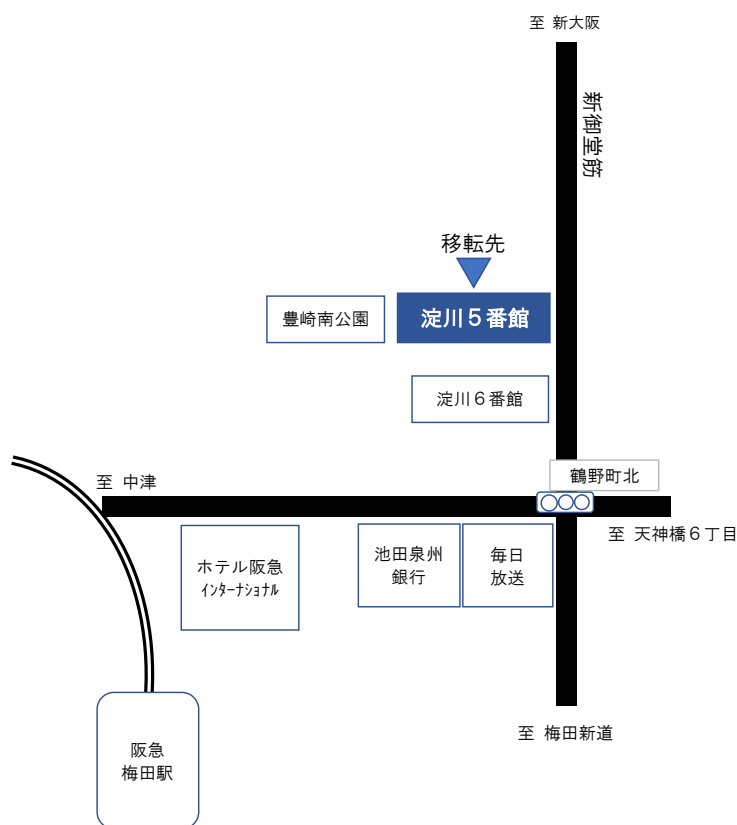 至 新大阪
新御堂筋
移転先
豊崎南公園
淀川５番館
淀川６番館
鶴野町北
至 中津
至 天神橋６丁目
ホテル阪急
ｲﾝﾀｰﾅｼｮﾅﾙ
池田泉州
銀行
毎日
放送
至 梅田新道
阪急
梅田駅